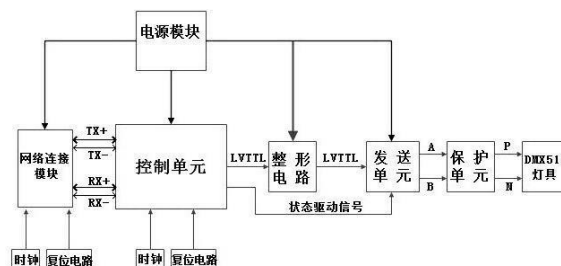 电源模块
TX+
TX-
RX+
RX-
网络连接
模块
控制单元
LVTTL
整形
电路
LVTTL
发送
单元
A
B
保护
单元
P
N
DMX51
灯具
状态驱动信号
时钟
复位电路
时钟
复位电路